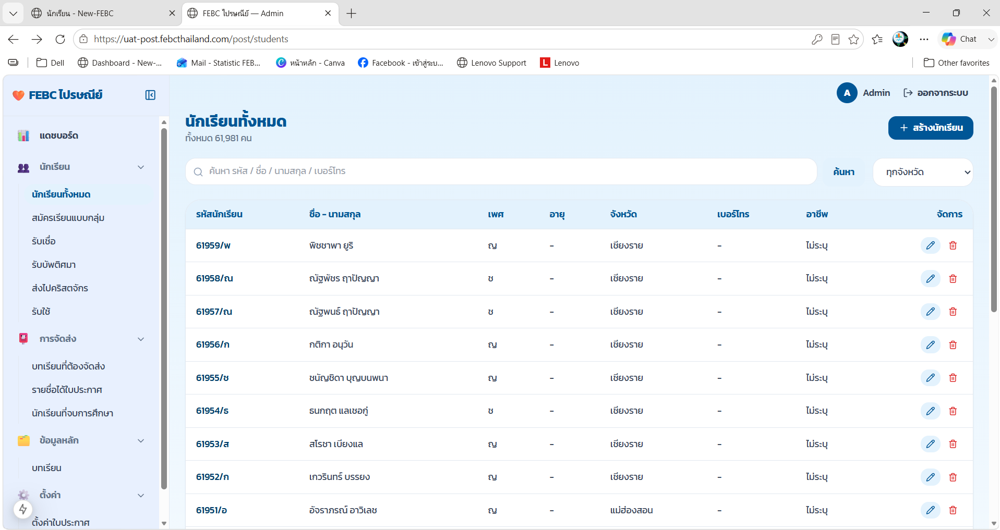 นักเรียน - New-FEBC
FEBC ไปรษณีย์ — Admin
https://uat-post.febcthailand.com/post/students
Chat
Dell
Dashboard - New-...
Mail - Statistic FEB...
หน้าหลัก - Canva
Facebook - เข้าสู่ระบ...
Lenovo Support
L Lenovo
Other favorites
FEBC ไปรษณีย์
A Admin
ออกจากระบบ
แดชบอร์ด
นักเรียน
นักเรียนทั้งหมด
สมัครเรียนแบบกลุ่ม
รับเชื่อ
รับบัพติศมา
ส่งไปคริสตจักร
รับใช้
การจัดส่ง
บทเรียนที่ต้องจัดส่ง
รายชื่อได้ใบประกาศ
นักเรียนที่จบการศึกษา
ข้อมูลหลัก
บทเรียน
ตั้งค่า
ตั้งค่าใบประกาศ
นักเรียนทั้งหมด
ทั้งหมด 61,981 คน
+ สร้างนักเรียน
ค้นหา รหัส / ชื่อ / นามสกุล / เบอร์โทร
ค้นหา
ทุกจังหวัด
รหัสนักเรียน ชื่อ - นามสกุล เพศ อายุ จังหวัด เบอร์โทร อาชีพ จัดการ
61959/พ พิชชาพา ยูริ ญ - เชียงราย - ไม่ระบุ
61958/ณ ณัฐพัชร ฤาปัญญา ช - เชียงราย - ไม่ระบุ
61957/ณ ณัฐพนธ์ ฤาปัญญา ช - เชียงราย - ไม่ระบุ
61956/ก กติกา อนุวัน ญ - เชียงราย - ไม่ระบุ
61955/ช ชนัญชิดา บุญบนพนา ญ - เชียงราย - ไม่ระบุ
61954/ธ ธนกฤต แลเชอกู่ ช - เชียงราย - ไม่ระบุ
61953/ส สโรชา เบียงแล ญ - เชียงราย - ไม่ระบุ
61952/ก เกวรินทร์ บรรยง ญ - เชียงราย - ไม่ระบุ
61951/อ อัจราภรณ์ อาวิเลช ญ - แม่ฮ่องสอน - ไม่ระบุ